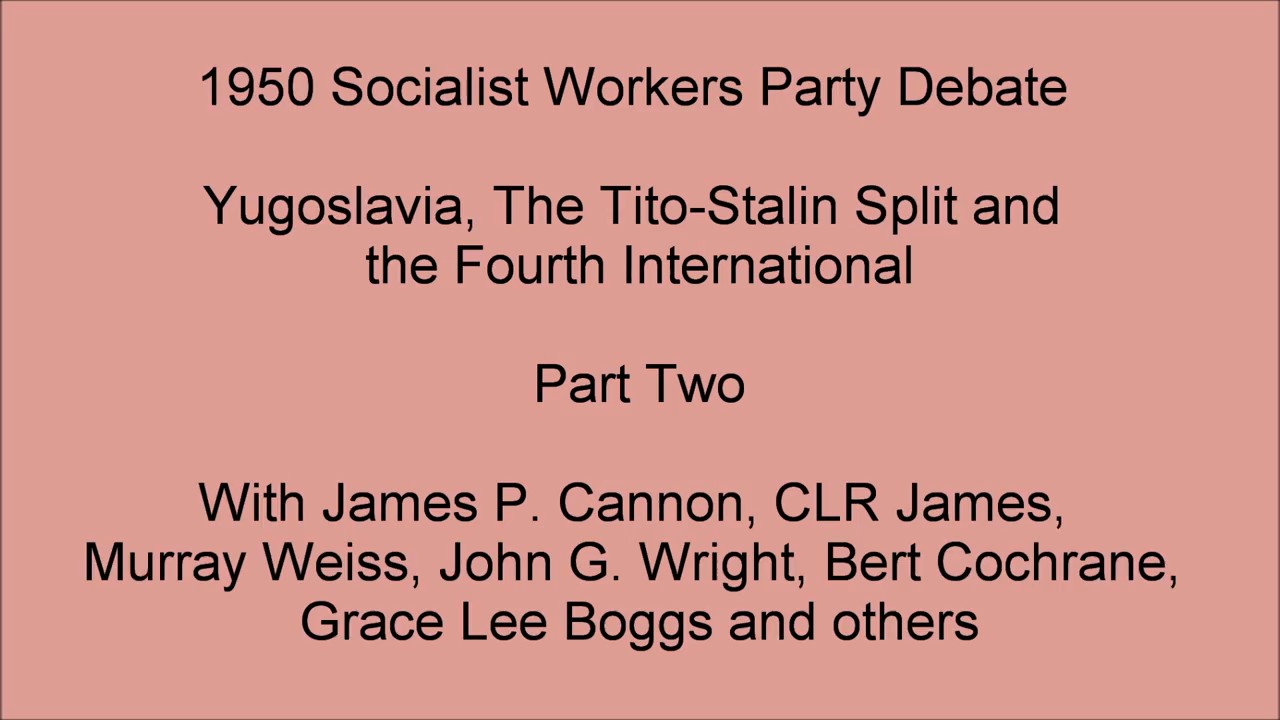 1950 Socialist Workers Party Debate
Yugoslavia, The Tito-Stalin Split and
the Fourth International
Part Two
With James P. Cannon, CLR James,
Murray Weiss, John G. Wright, Bert Cochrane,
Grace Lee Boggs and others